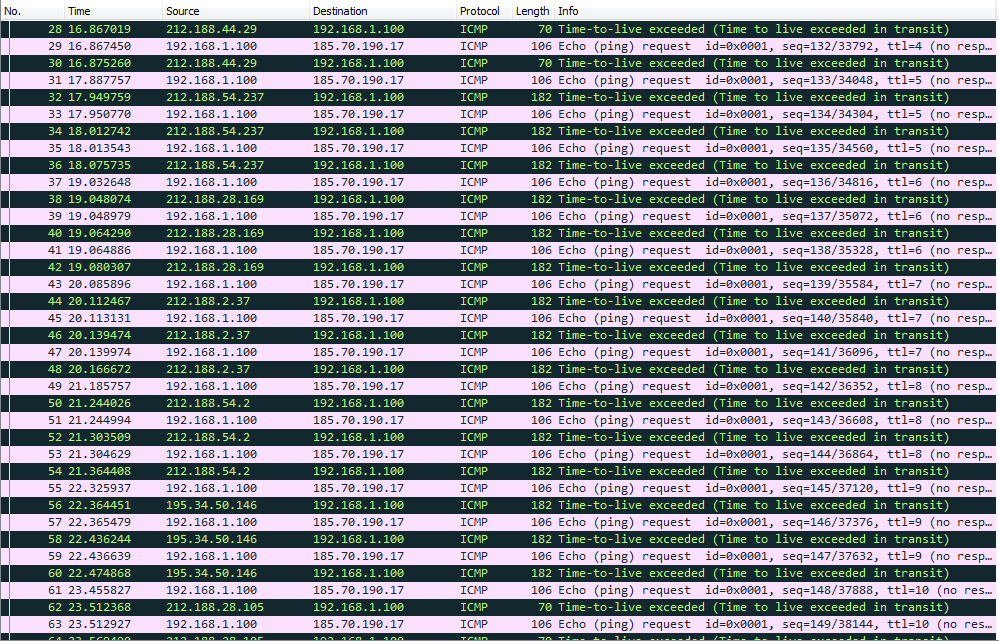 No. Time Source Destination Protocol Length Info
28 16.867019 212.188.44.29 192.168.1.100 ICMP 70 Time-to-live exceeded (Time to live exceeded in transit)
29 16.867450 192.168.1.100 185.70.190.17 ICMP 106 Echo (ping) request id=0x0001, seq=132/33792, ttl=4 (no resp…
30 16.875260 212.188.44.29 192.168.1.100 ICMP 70 Time-to-live exceeded (Time to live exceeded in transit)
31 17.887757 192.168.1.100 185.70.190.17 ICMP 106 Echo (ping) request id=0x0001, seq=133/34048, ttl=5 (no resp…
32 17.949759 212.188.54.237 192.168.1.100 ICMP 182 Time-to-live exceeded (Time to live exceeded in transit)
33 17.950770 192.168.1.100 185.70.190.17 ICMP 106 Echo (ping) request id=0x0001, seq=134/34304, ttl=5 (no resp…
34 18.012742 212.188.54.237 192.168.1.100 ICMP 182 Time-to-live exceeded (Time to live exceeded in transit)
35 18.013543 192.168.1.100 185.70.190.17 ICMP 106 Echo (ping) request id=0x0001, seq=135/34560, ttl=5 (no resp…
36 18.075735 212.188.54.237 192.168.1.100 ICMP 182 Time-to-live exceeded (Time to live exceeded in transit)
37 19.032648 192.168.1.100 185.70.190.17 ICMP 106 Echo (ping) request id=0x0001, seq=136/34816, ttl=6 (no resp…
38 19.048074 212.188.28.169 192.168.1.100 ICMP 182 Time-to-live exceeded (Time to live exceeded in transit)
39 19.048979 192.168.1.100 185.70.190.17 ICMP 106 Echo (ping) request id=0x0001, seq=137/35072, ttl=6 (no resp…
40 19.064290 212.188.28.169 192.168.1.100 ICMP 182 Time-to-live exceeded (Time to live exceeded in transit)
41 19.064886 192.168.1.100 185.70.190.17 ICMP 106 Echo (ping) request id=0x0001, seq=138/35328, ttl=6 (no resp…
42 19.080307 212.188.28.169 192.168.1.100 ICMP 182 Time-to-live exceeded (Time to live exceeded in transit)
43 20.085896 192.168.1.100 185.70.190.17 ICMP 106 Echo (ping) request id=0x0001, seq=139/35584, ttl=7 (no resp…
44 20.112467 212.188.2.37 192.168.1.100 ICMP 182 Time-to-live exceeded (Time to live exceeded in transit)
45 20.113131 192.168.1.100 185.70.190.17 ICMP 106 Echo (ping) request id=0x0001, seq=140/35840, ttl=7 (no resp…
46 20.139474 212.188.2.37 192.168.1.100 ICMP 182 Time-to-live exceeded (Time to live exceeded in transit)
47 20.139974 192.168.1.100 185.70.190.17 ICMP 106 Echo (ping) request id=0x0001, seq=141/36096, ttl=7 (no resp…
48 20.166672 212.188.2.37 192.168.1.100 ICMP 182 Time-to-live exceeded (Time to live exceeded in transit)
49 21.185757 192.168.1.100 185.70.190.17 ICMP 106 Echo (ping) request id=0x0001, seq=142/36352, ttl=8 (no resp…
50 21.244026 212.188.54.2 192.168.1.100 ICMP 182 Time-to-live exceeded (Time to live exceeded in transit)
51 21.244994 192.168.1.100 185.70.190.17 ICMP 106 Echo (ping) request id=0x0001, seq=143/36608, ttl=8 (no resp…
52 21.303509 212.188.54.2 192.168.1.100 ICMP 182 Time-to-live exceeded (Time to live exceeded in transit)
53 21.304629 192.168.1.100 185.70.190.17 ICMP 106 Echo (ping) request id=0x0001, seq=144/36864, ttl=8 (no resp…
54 21.364408 212.188.54.2 192.168.1.100 ICMP 182 Time-to-live exceeded (Time to live exceeded in transit)
55 22.325937 192.168.1.100 185.70.190.17 ICMP 106 Echo (ping) request id=0x0001, seq=145/37120, ttl=9 (no resp…
56 22.364451 195.34.50.146 192.168.1.100 ICMP 182 Time-to-live exceeded (Time to live exceeded in transit)
57 22.365479 192.168.1.100 185.70.190.17 ICMP 106 Echo (ping) request id=0x0001, seq=146/37376, ttl=9 (no resp…
58 22.436244 195.34.50.146 192.168.1.100 ICMP 182 Time-to-live exceeded (Time to live exceeded in transit)
59 22.436639 192.168.1.100 185.70.190.17 ICMP 106 Echo (ping) request id=0x0001, seq=147/37632, ttl=9 (no resp…
60 22.474868 195.34.50.146 192.168.1.100 ICMP 182 Time-to-live exceeded (Time to live exceeded in transit)
61 23.455827 192.168.1.100 185.70.190.17 ICMP 106 Echo (ping) request id=0x0001, seq=148/37888, ttl=10 (no res…
62 23.512368 212.188.28.105 192.168.1.100 ICMP 70 Time-to-live exceeded (Time to live exceeded in transit)
63 23.512927 192.168.1.100 185.70.190.17 ICMP 106 Echo (ping) request id=0x0001, seq=149/38144, ttl=10 (no res…